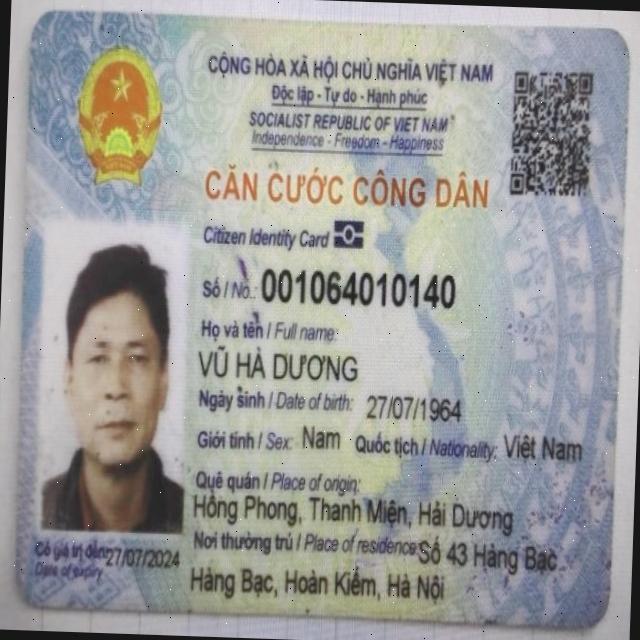 CỘNG HÒA XÃ HỘI CHỦ NGHĨA VIỆT NAM
Độc lập - Tự do - Hạnh phúc
SOCIALIST REPUBLIC OF VIET NAM
Independence - Freedom - Happiness
CĂN CƯỚC CÔNG DÂN
Citizen Identity Card
Số / No.: 001064010140
Họ và tên / Full name:
VŨ HÀ DƯƠNG
Ngày sinh / Date of birth: 27/07/1964
Giới tính / Sex: Nam Quốc tịch / Nationality: Việt Nam
Quê quán / Place of origin:
Hồng Phong, Thanh Miện, Hải Dương
Nơi thường trú / Place of residence: Số 43 Hàng Bạc
Hàng Bạc, Hoàn Kiếm, Hà Nội
Có giá trị đến: 27/07/2024
Date of expiry